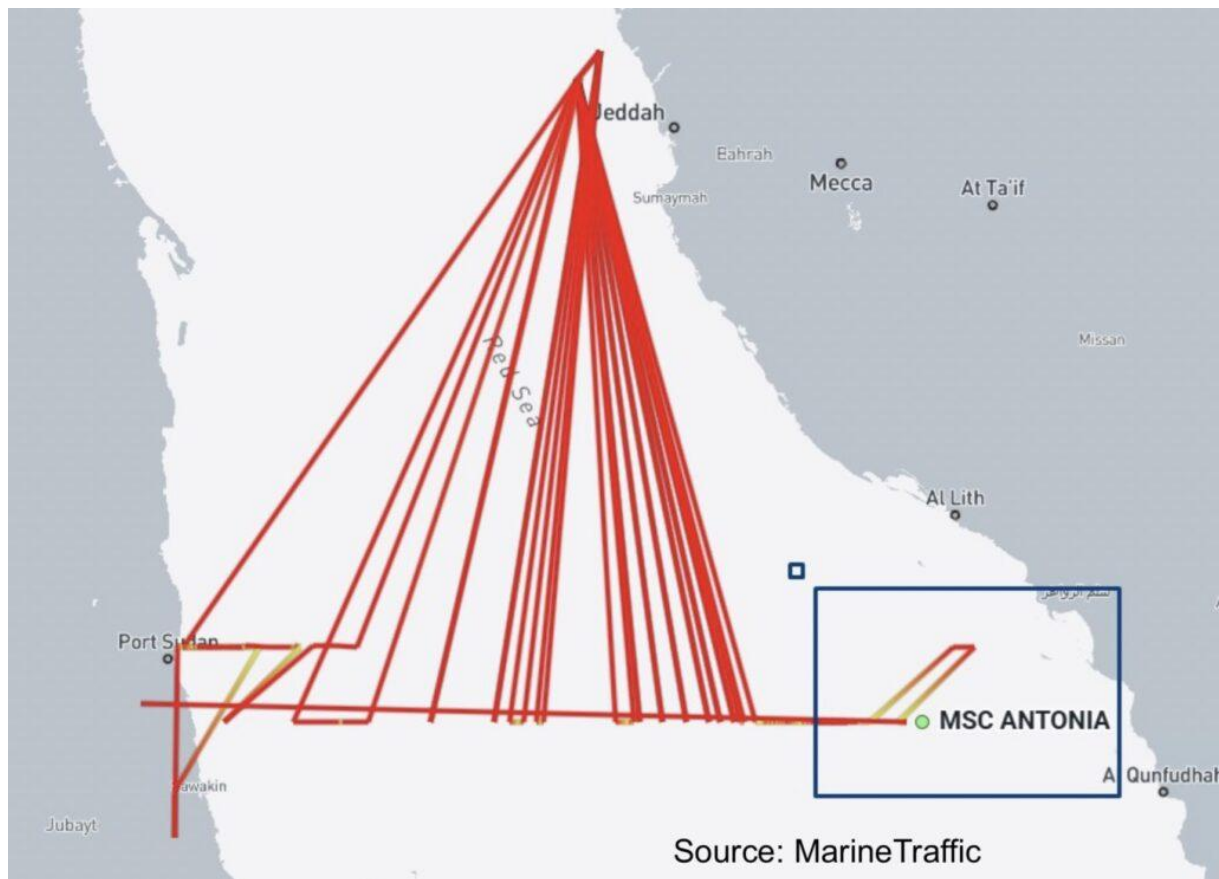 Jeddah
Bahrah
Mecca
At Ta'if
Sumaymah
Red Sea
Missan
Al Lith
Port Sudan
MSC ANTONIA
Al Qunfudhah
Jubayt
Source: MarineTraffic